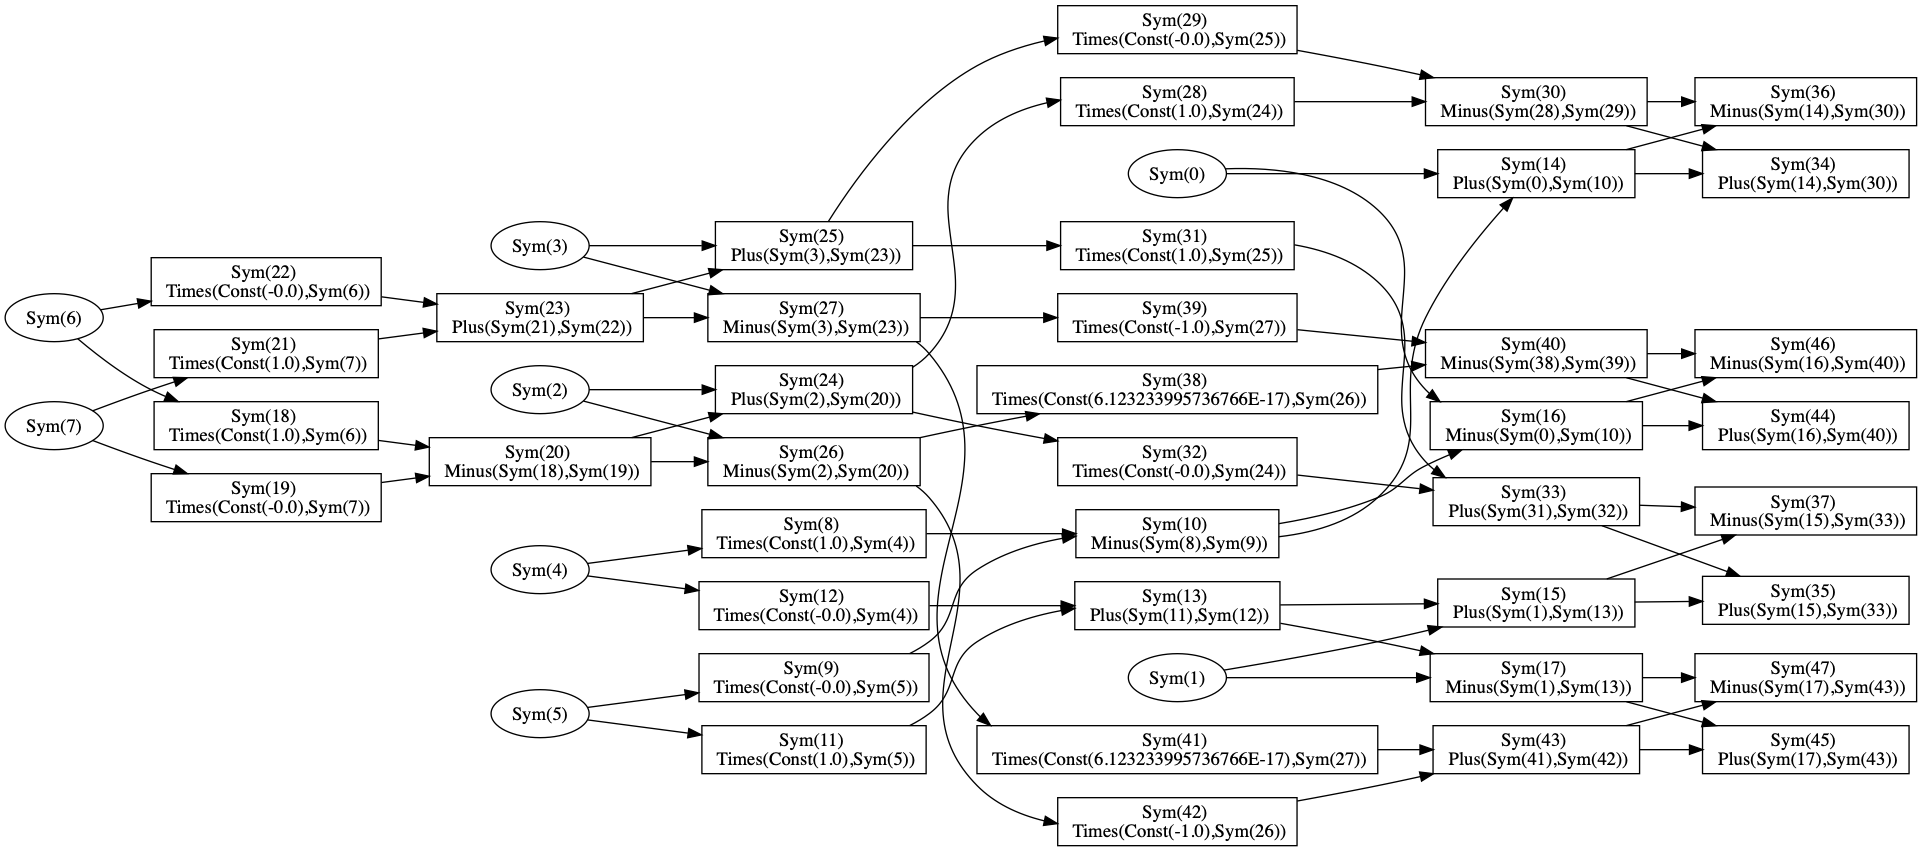 Sym(29)
Times(Const(-0.0),Sym(25))
Sym(28)
Times(Const(1.0),Sym(24))
Sym(30)
Minus(Sym(28),Sym(29))
Sym(36)
Minus(Sym(14),Sym(30))
Sym(0)
Sym(14)
Plus(Sym(0),Sym(10))
Sym(34)
Plus(Sym(14),Sym(30))
Sym(3)
Sym(25)
Plus(Sym(3),Sym(23))
Sym(31)
Times(Const(1.0),Sym(25))
Sym(6)
Sym(22)
Times(Const(-0.0),Sym(6))
Sym(23)
Plus(Sym(21),Sym(22))
Sym(27)
Minus(Sym(3),Sym(23))
Sym(39)
Times(Const(-1.0),Sym(27))
Sym(21)
Times(Const(1.0),Sym(7))
Sym(40)
Minus(Sym(38),Sym(39))
Sym(46)
Minus(Sym(16),Sym(40))
Sym(2)
Sym(24)
Plus(Sym(2),Sym(20))
Sym(38)
Times(Const(6.123233995736766E-17),Sym(26))
Sym(7)
Sym(18)
Times(Const(1.0),Sym(6))
Sym(16)
Minus(Sym(0),Sym(10))
Sym(44)
Plus(Sym(16),Sym(40))
Sym(20)
Minus(Sym(18),Sym(19))
Sym(26)
Minus(Sym(2),Sym(20))
Sym(32)
Times(Const(-0.0),Sym(24))
Sym(19)
Times(Const(-0.0),Sym(7))
Sym(33)
Plus(Sym(31),Sym(32))
Sym(37)
Minus(Sym(15),Sym(33))
Sym(8)
Times(Const(1.0),Sym(4))
Sym(10)
Minus(Sym(8),Sym(9))
Sym(4)
Sym(12)
Times(Const(-0.0),Sym(4))
Sym(13)
Plus(Sym(11),Sym(12))
Sym(15)
Plus(Sym(1),Sym(13))
Sym(35)
Plus(Sym(15),Sym(33))
Sym(9)
Times(Const(-0.0),Sym(5))
Sym(1)
Sym(17)
Minus(Sym(1),Sym(13))
Sym(47)
Minus(Sym(17),Sym(43))
Sym(5)
Sym(11)
Times(Const(1.0),Sym(5))
Sym(41)
Times(Const(6.123233995736766E-17),Sym(27))
Sym(43)
Plus(Sym(41),Sym(42))
Sym(45)
Plus(Sym(17),Sym(43))
Sym(42)
Times(Const(-1.0),Sym(26))